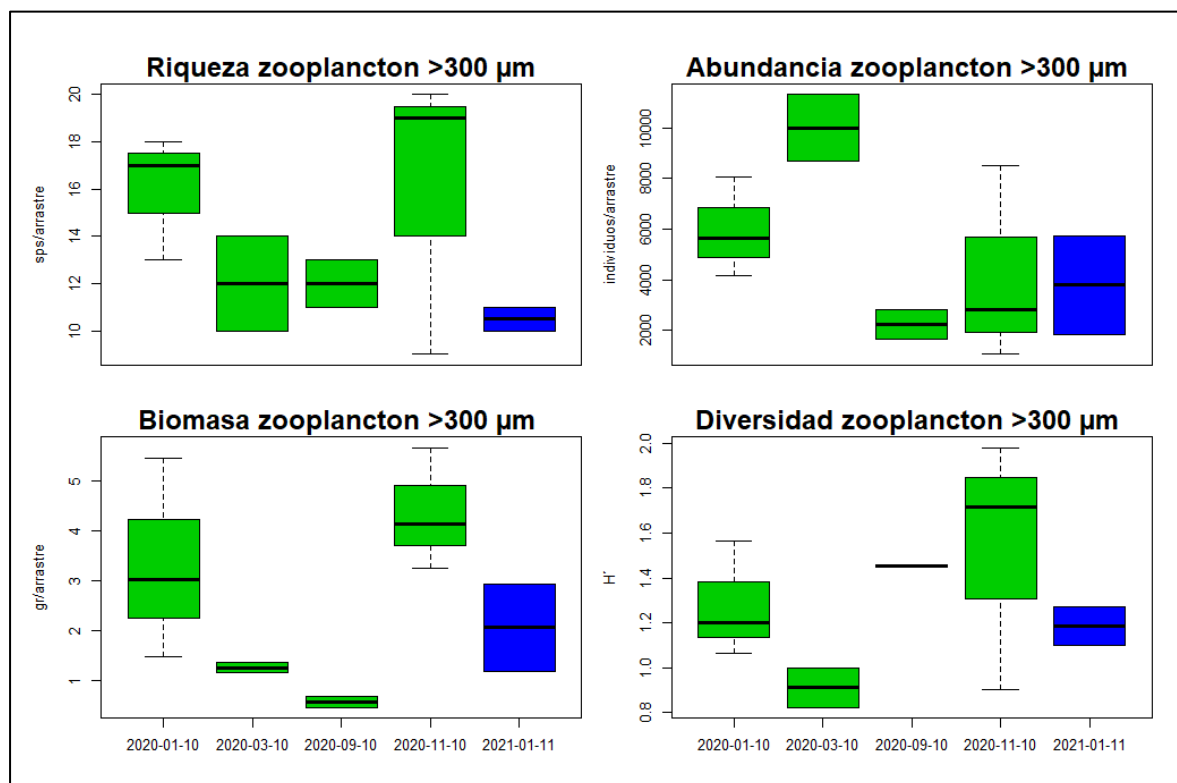 Riqueza zooplancton >300 µm
sps/arrastre
20
18
16
14
12
10
Abundancia zooplancton >300 µm
individuos/arrastre
10000
8000
6000
4000
2000
Biomasa zooplancton >300 µm
gr/arrastre
5
4
3
2
1
2020-01-10 2020-03-10 2020-09-10 2020-11-10 2021-01-11
Diversidad zooplancton >300 µm
H'
2.0
1.8
1.6
1.4
1.2
1.0
0.8
2020-01-10 2020-03-10 2020-09-10 2020-11-10 2021-01-11